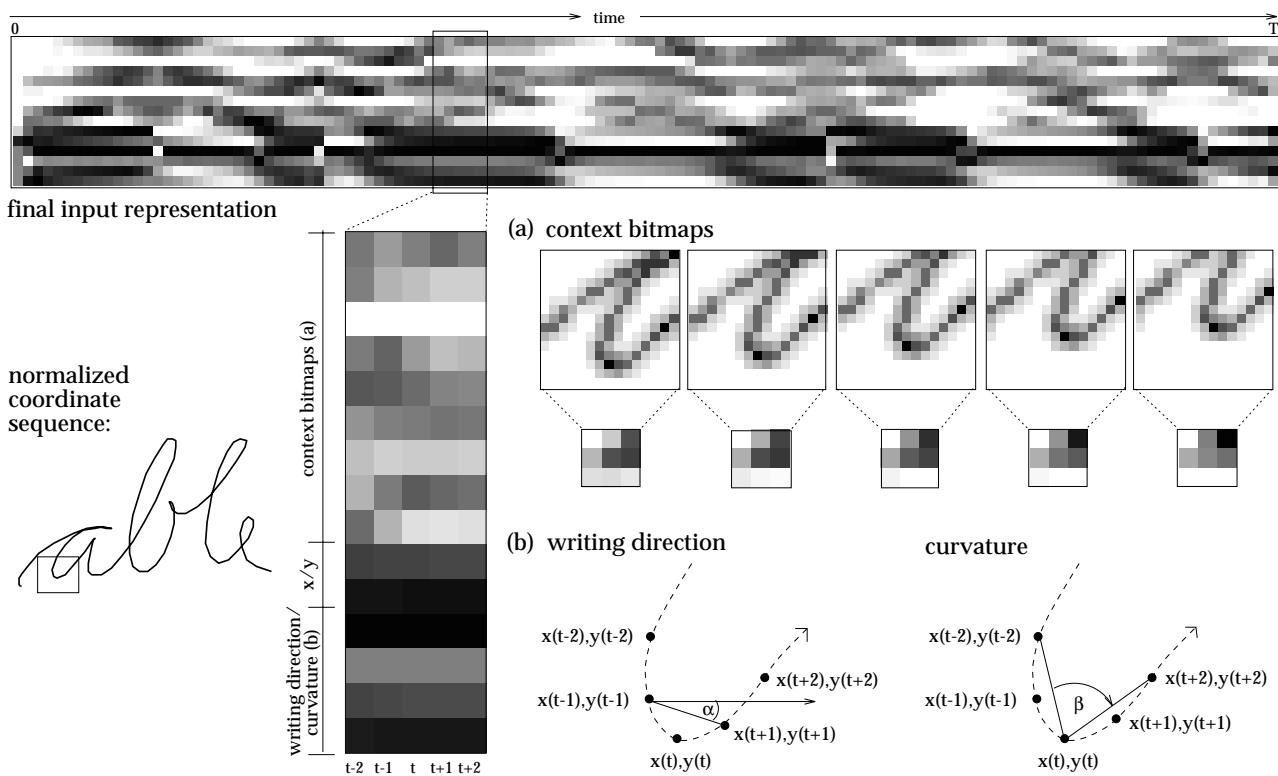 time
0 T
final input representation
(a) context bitmaps
context bitmaps (a)
x/y
writing direction/
curvature (b)
t-2 t-1 t t+1 t+2
normalized
coordinate
sequence:
able
(b) writing direction
x(t-2),y(t-2)
x(t-1),y(t-1)
x(t),y(t)
x(t+1),y(t+1)
x(t+2),y(t+2)
α
curvature
x(t-2),y(t-2)
x(t-1),y(t-1)
x(t),y(t)
x(t+1),y(t+1)
x(t+2),y(t+2)
β